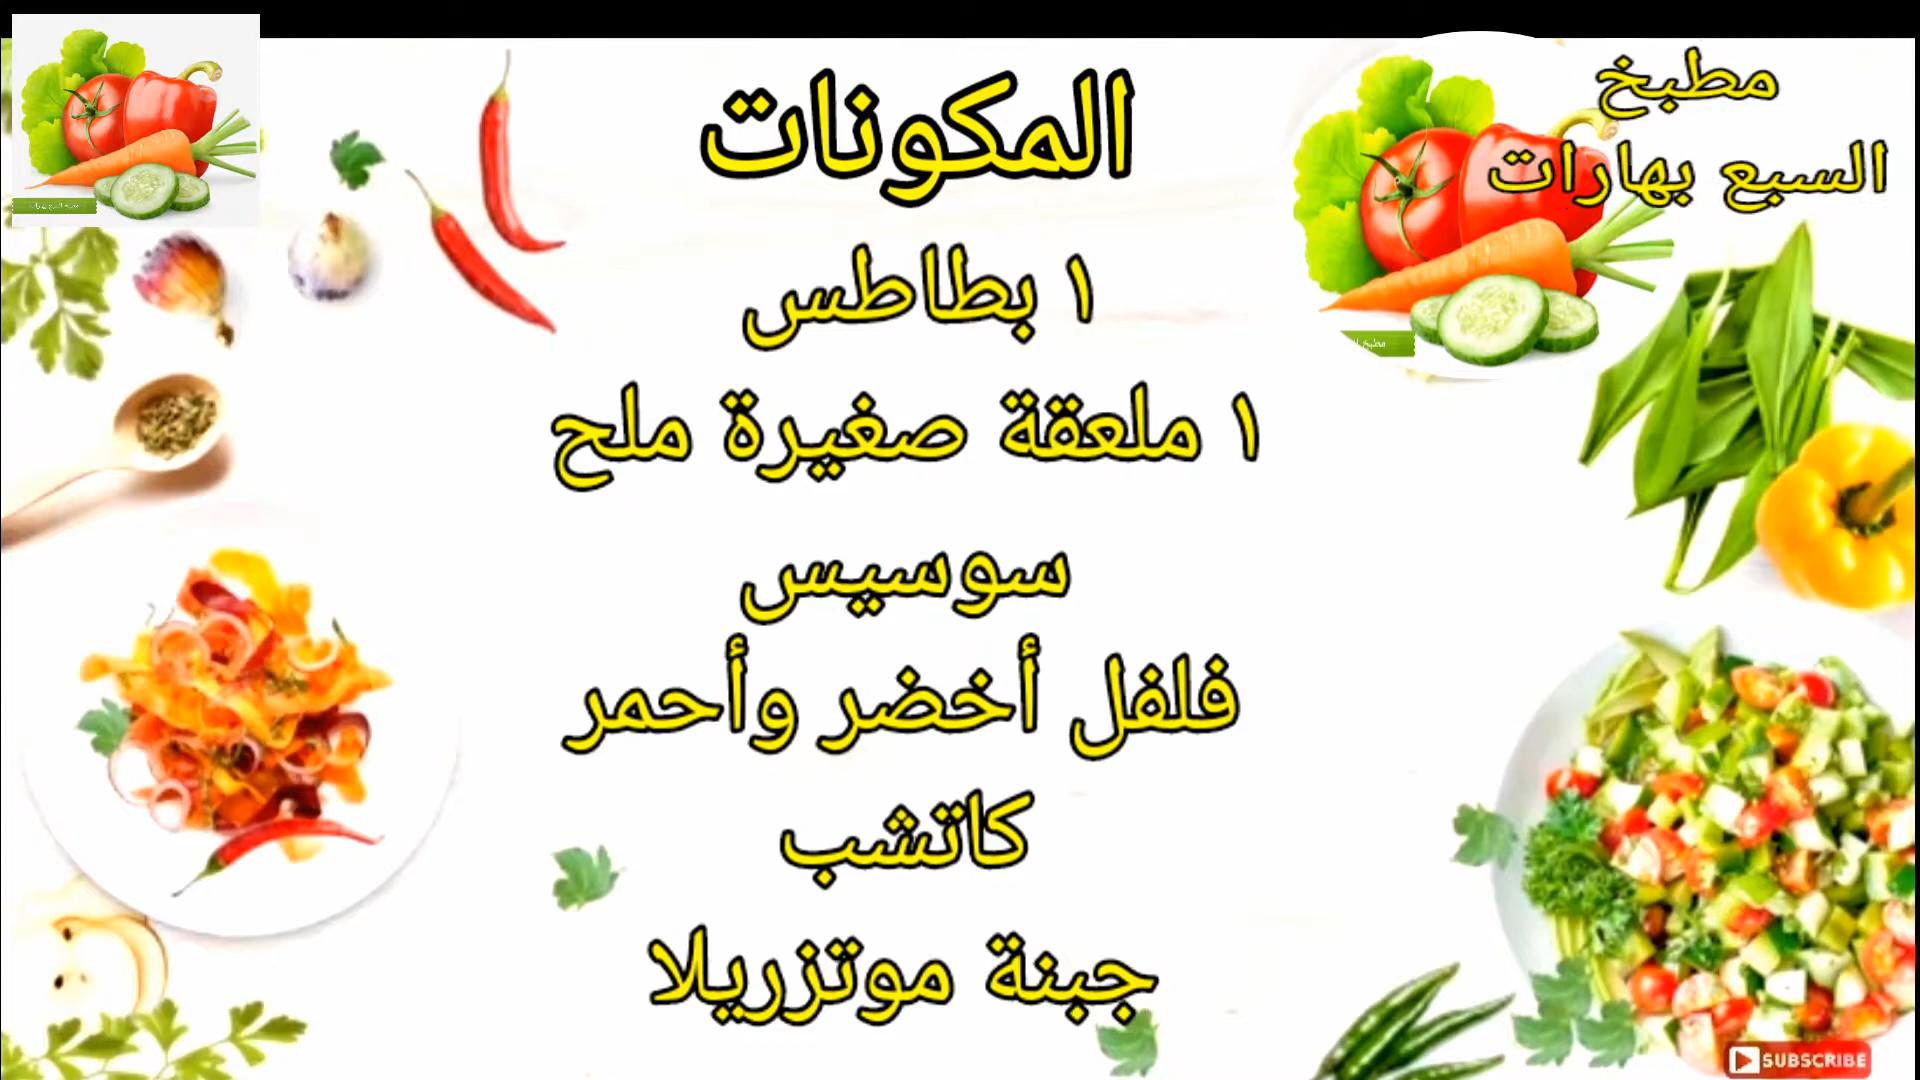 المكونات
مطبخ
السبع بهارات
١ بطاطس
١ ملعقة صغيرة ملح
سوسيس
فلفل أخضر وأحمر
كاتشب
جبنة موتزريلا
SUBSCRIBE